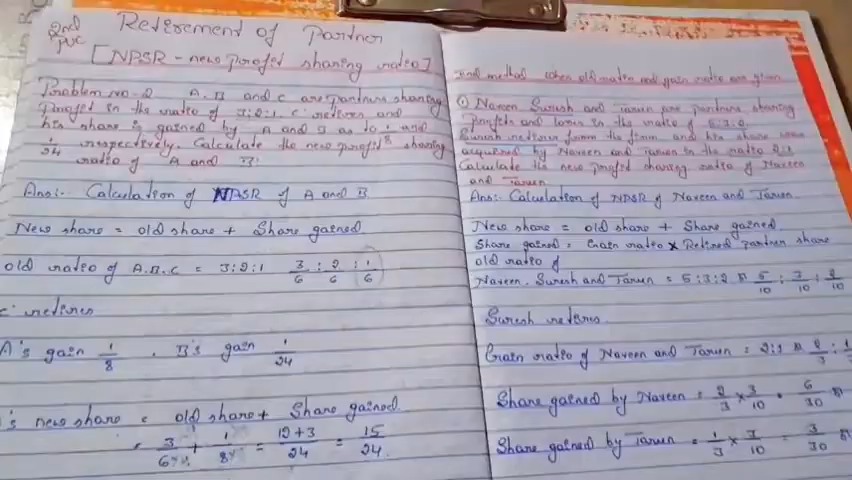 2nd PUC
Retirement of Partner
[NPSR - new profit sharing ratio]
Problem no-2 A.B and C are partners sharing
profit in the ratio of 3:2:1. C retires and
his share is gained by A and B as to 1/8 and
1/24 respectively. Calculate the new profit sharing
ratio of A and B.
Ans:- Calculation of NPSR of A and B
New share = old share + Share gained
old ratio of A.B.C = 3:2:1 3/6 : 2/6 : 1/6
C retires
A's gain 1/8 . B's gain 1/24
's new share = old share + Share gained
= 3/6×4 + 1/8 = 12+3/24 = 15/24
2nd method when old ratio and gain ratio are given
① Naveen Suresh and Tarun are partners sharing
Profits and loss in the ratio of 5:3:2.
Suresh retires from the firm and his share was
acquired by Naveen and Tarun in the ratio 2:1
Calculate the new profit sharing ratio of Naveen
and Tarun
Ans: Calculation of NPSR of Naveen and Tarun.
New share = old share + Share gained
Share gained = Gain ratio × Retired partner share
old ratio of
Naveen. Suresh and Tarun = 5:3:2 5/10 : 3/10 : 2/10
Suresh retires.
Gain ratio of Naveen and Tarun = 2:1 2/3 : 1/3
Share gained by Naveen = 2/3 × 3/10 = 6/30
Share gained by Tarun = 1/3 × 3/10 = 3/30